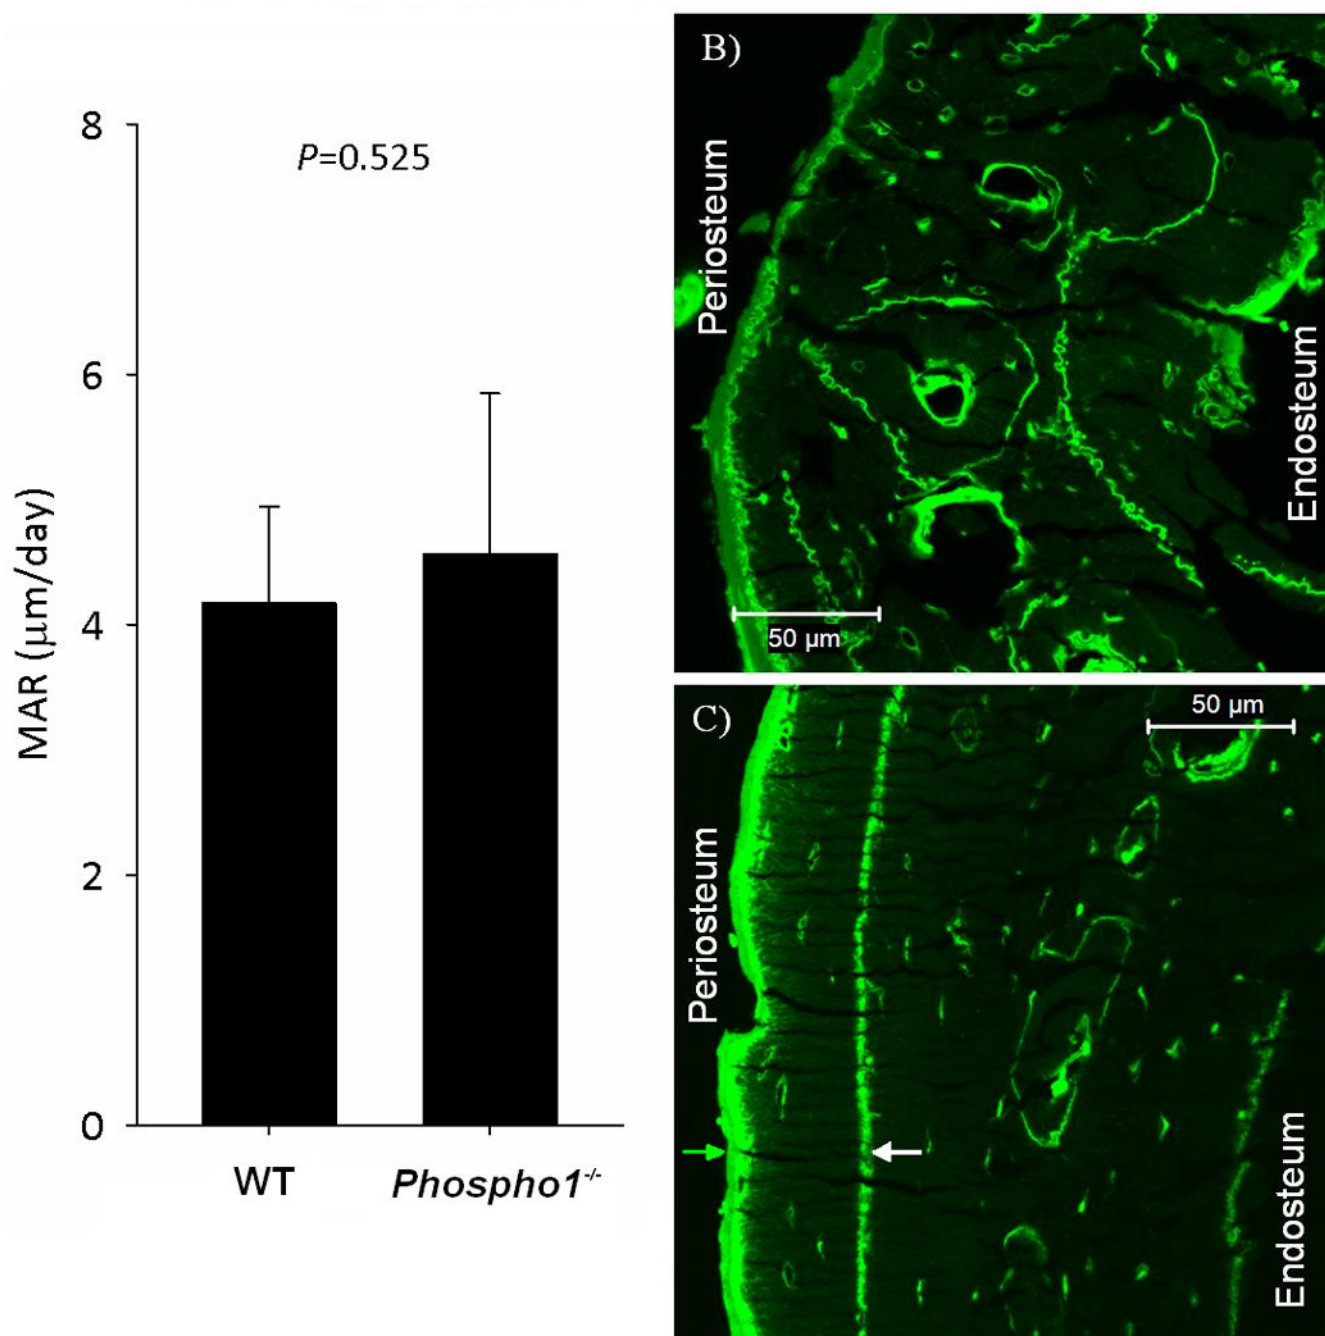 8
6
4
2
0
MAR (μm/day)
P=0.525
WT
Phospho1-/-
B)
Periosteum
Endosteum
50 μm
C)
50 μm
Periosteum
Endosteum